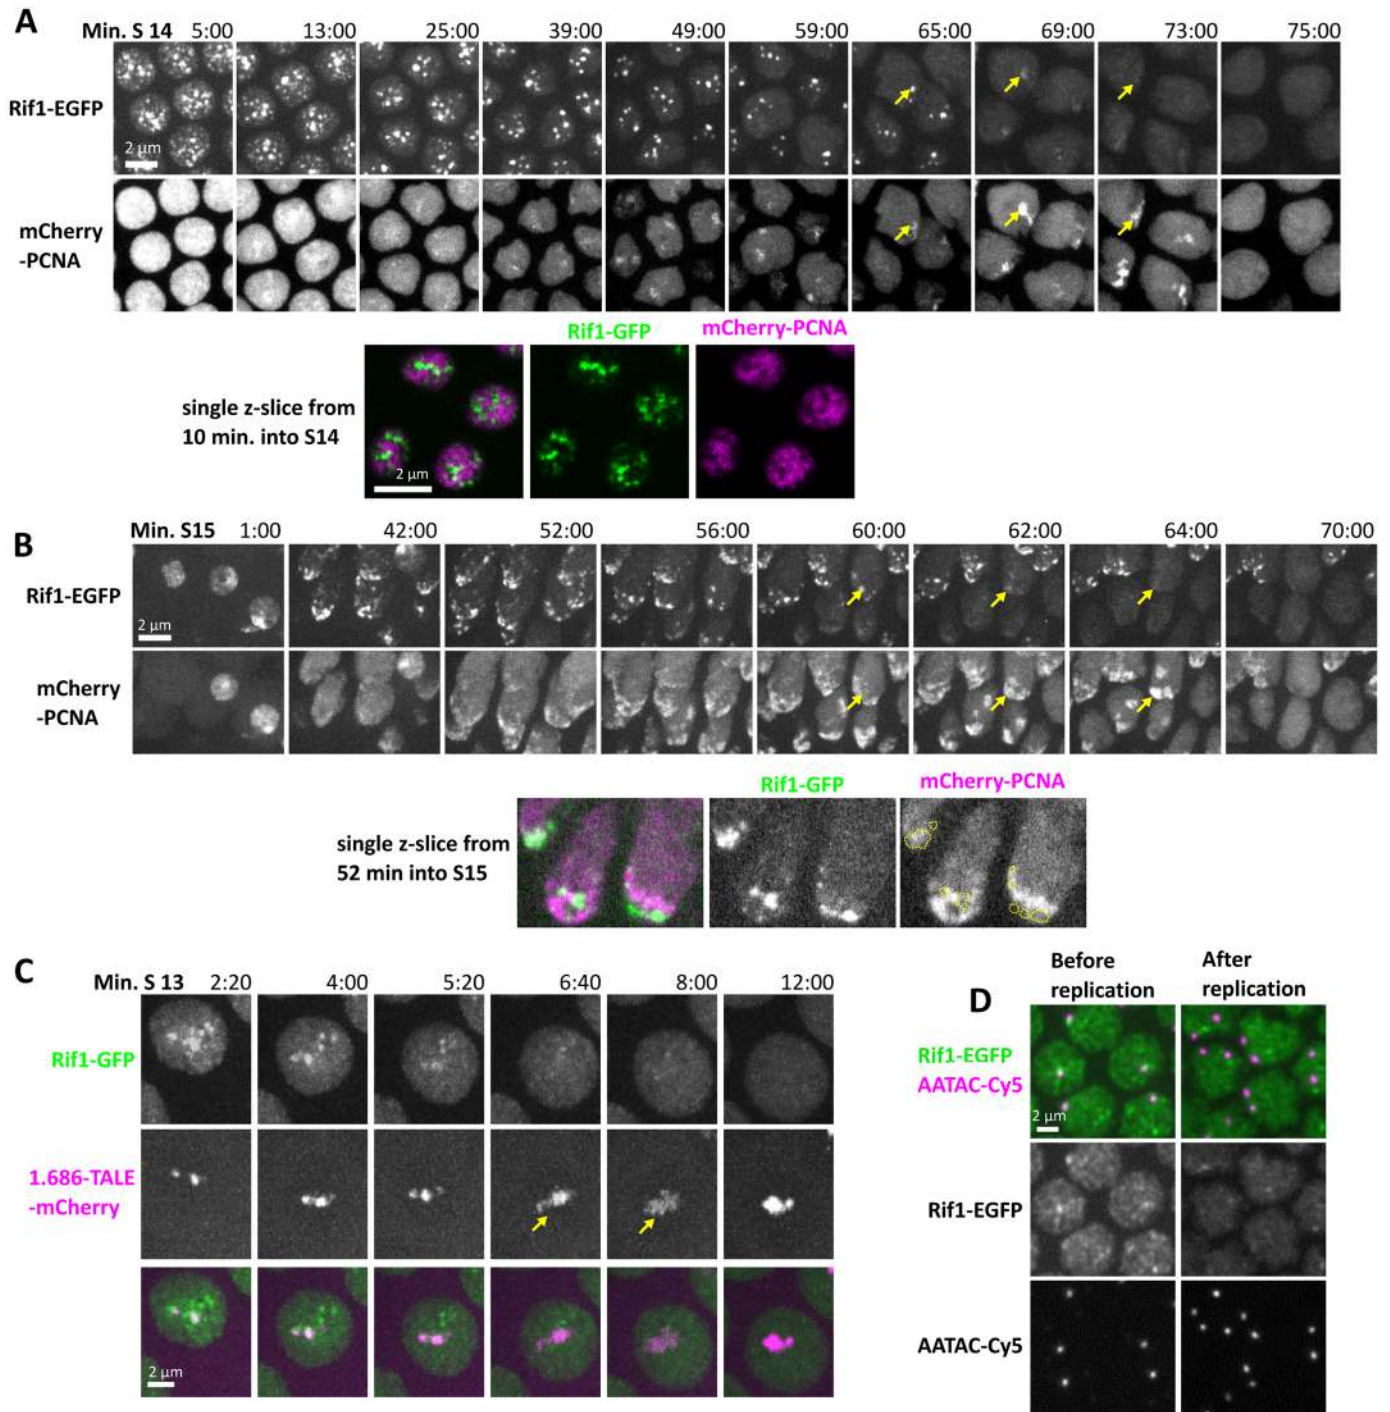 A
Min. S 14 5:00 13:00 25:00 39:00 49:00 59:00 65:00 69:00 73:00 75:00
Rif1-EGFP
2 μm
mCherry
-PCNA
Rif1-GFP mCherry-PCNA
single z-slice from
10 min. into S14
2 μm
B
Min. S15 1:00 42:00 52:00 56:00 60:00 62:00 64:00 70:00
Rif1-EGFP
2 μm
mCherry
-PCNA
Rif1-GFP mCherry-PCNA
single z-slice from
52 min into S15
C
Min. S 13 2:20 4:00 5:20 6:40 8:00 12:00
Rif1-GFP
1.686-TALE
-mCherry
2 μm
D
Before
replication
After
replication
Rif1-EGFP
AATAC-Cy5
2 μm
Rif1-EGFP
AATAC-Cy5